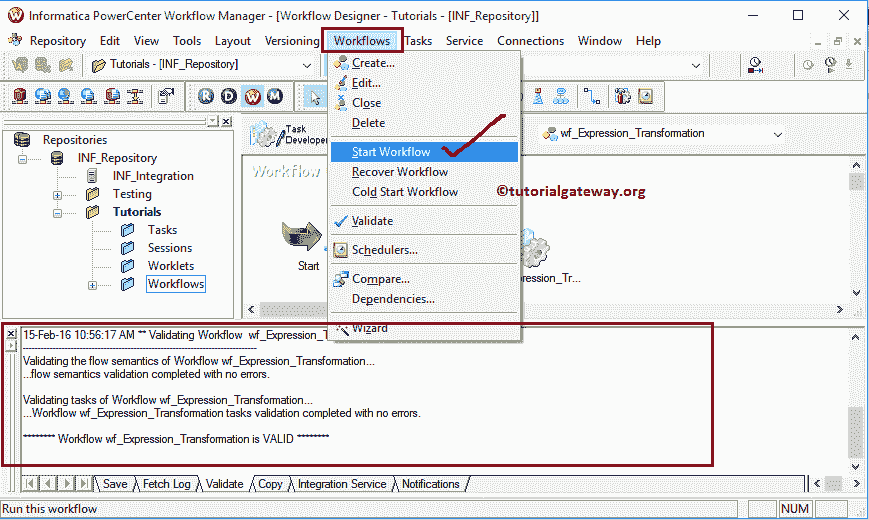 Informatica PowerCenter Workflow Manager - [Workflow Designer - Tutorials - [INF_Repository]]
Repository Edit View Tools Layout Versioning Workflows Tasks Service Connections Window Help
Tutorials - [INF_Repository]
Create...
Edit...
Close
Delete
Start Workflow
Recover Workflow
Cold Start Workflow
Validate
Schedulers...
Compare...
Dependencies...
Wizard
R D W M
Repositories
INF_Repository
INF_Integration
Testing
Tutorials
Tasks
Sessions
Worklets
Workflows
Task
Developer
wf_Expression_Transformation
Workflow
©tutorialgateway.org
Start
pression_Tr...
15-Feb-16 10:56:17 AM ** Validating Workflow wf_Expression_T
Validating the flow semantics of Workflow wf_Expression_Transformation...
...flow semantics validation completed with no errors.
Validating tasks of Workflow wf_Expression_Transformation...
...Workflow wf_Expression_Transformation tasks validation completed with no errors.
******** Workflow wf_Expression_Transformation is VALID ********
Save Fetch Log Validate Copy Integration Service Notifications
Run this workflow
NUM